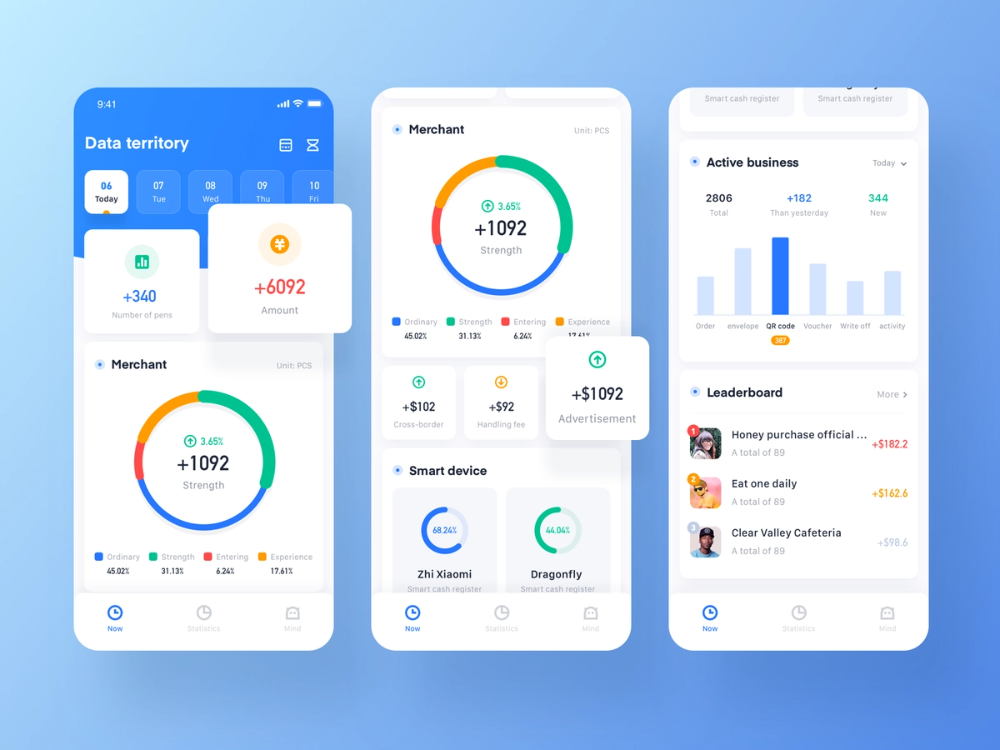 9:41
Data territory
06
Today
07
Tue
08
Wed
09
Thu
10
Fri
+340
Number of pens
¥
+6092
Amount
Merchant
Unit: PCS
3.65%
+1092
Strength
Ordinary
45.02%
Strength
31.13%
Entering
6.24%
Experience
17.61%
Now
Statistics
Mind
Merchant
Unit: PCS
3.65%
+1092
Strength
Ordinary
45.02%
Strength
31.13%
Entering
6.24%
Experience
17.61%
+$102
Cross-border
+$92
Handling fee
+$1092
Advertisement
Smart device
68.24%
Zhi Xiaomi
Smart cash register
44.04%
Dragonfly
Smart cash register
Now
Statistics
Mind
Smart cash register
Smart cash register
Active business
Today
2806
Total
+182
Than yesterday
344
New
Order
envelope
QR code
Voucher
Write off
activity
387
Leaderboard
More
1
Honey purchase official ...
A total of 89
+$182.2
2
Eat one daily
A total of 89
+$162.6
3
Clear Valley Cafeteria
A total of 89
+$98.6
Now
Statistics
Mind